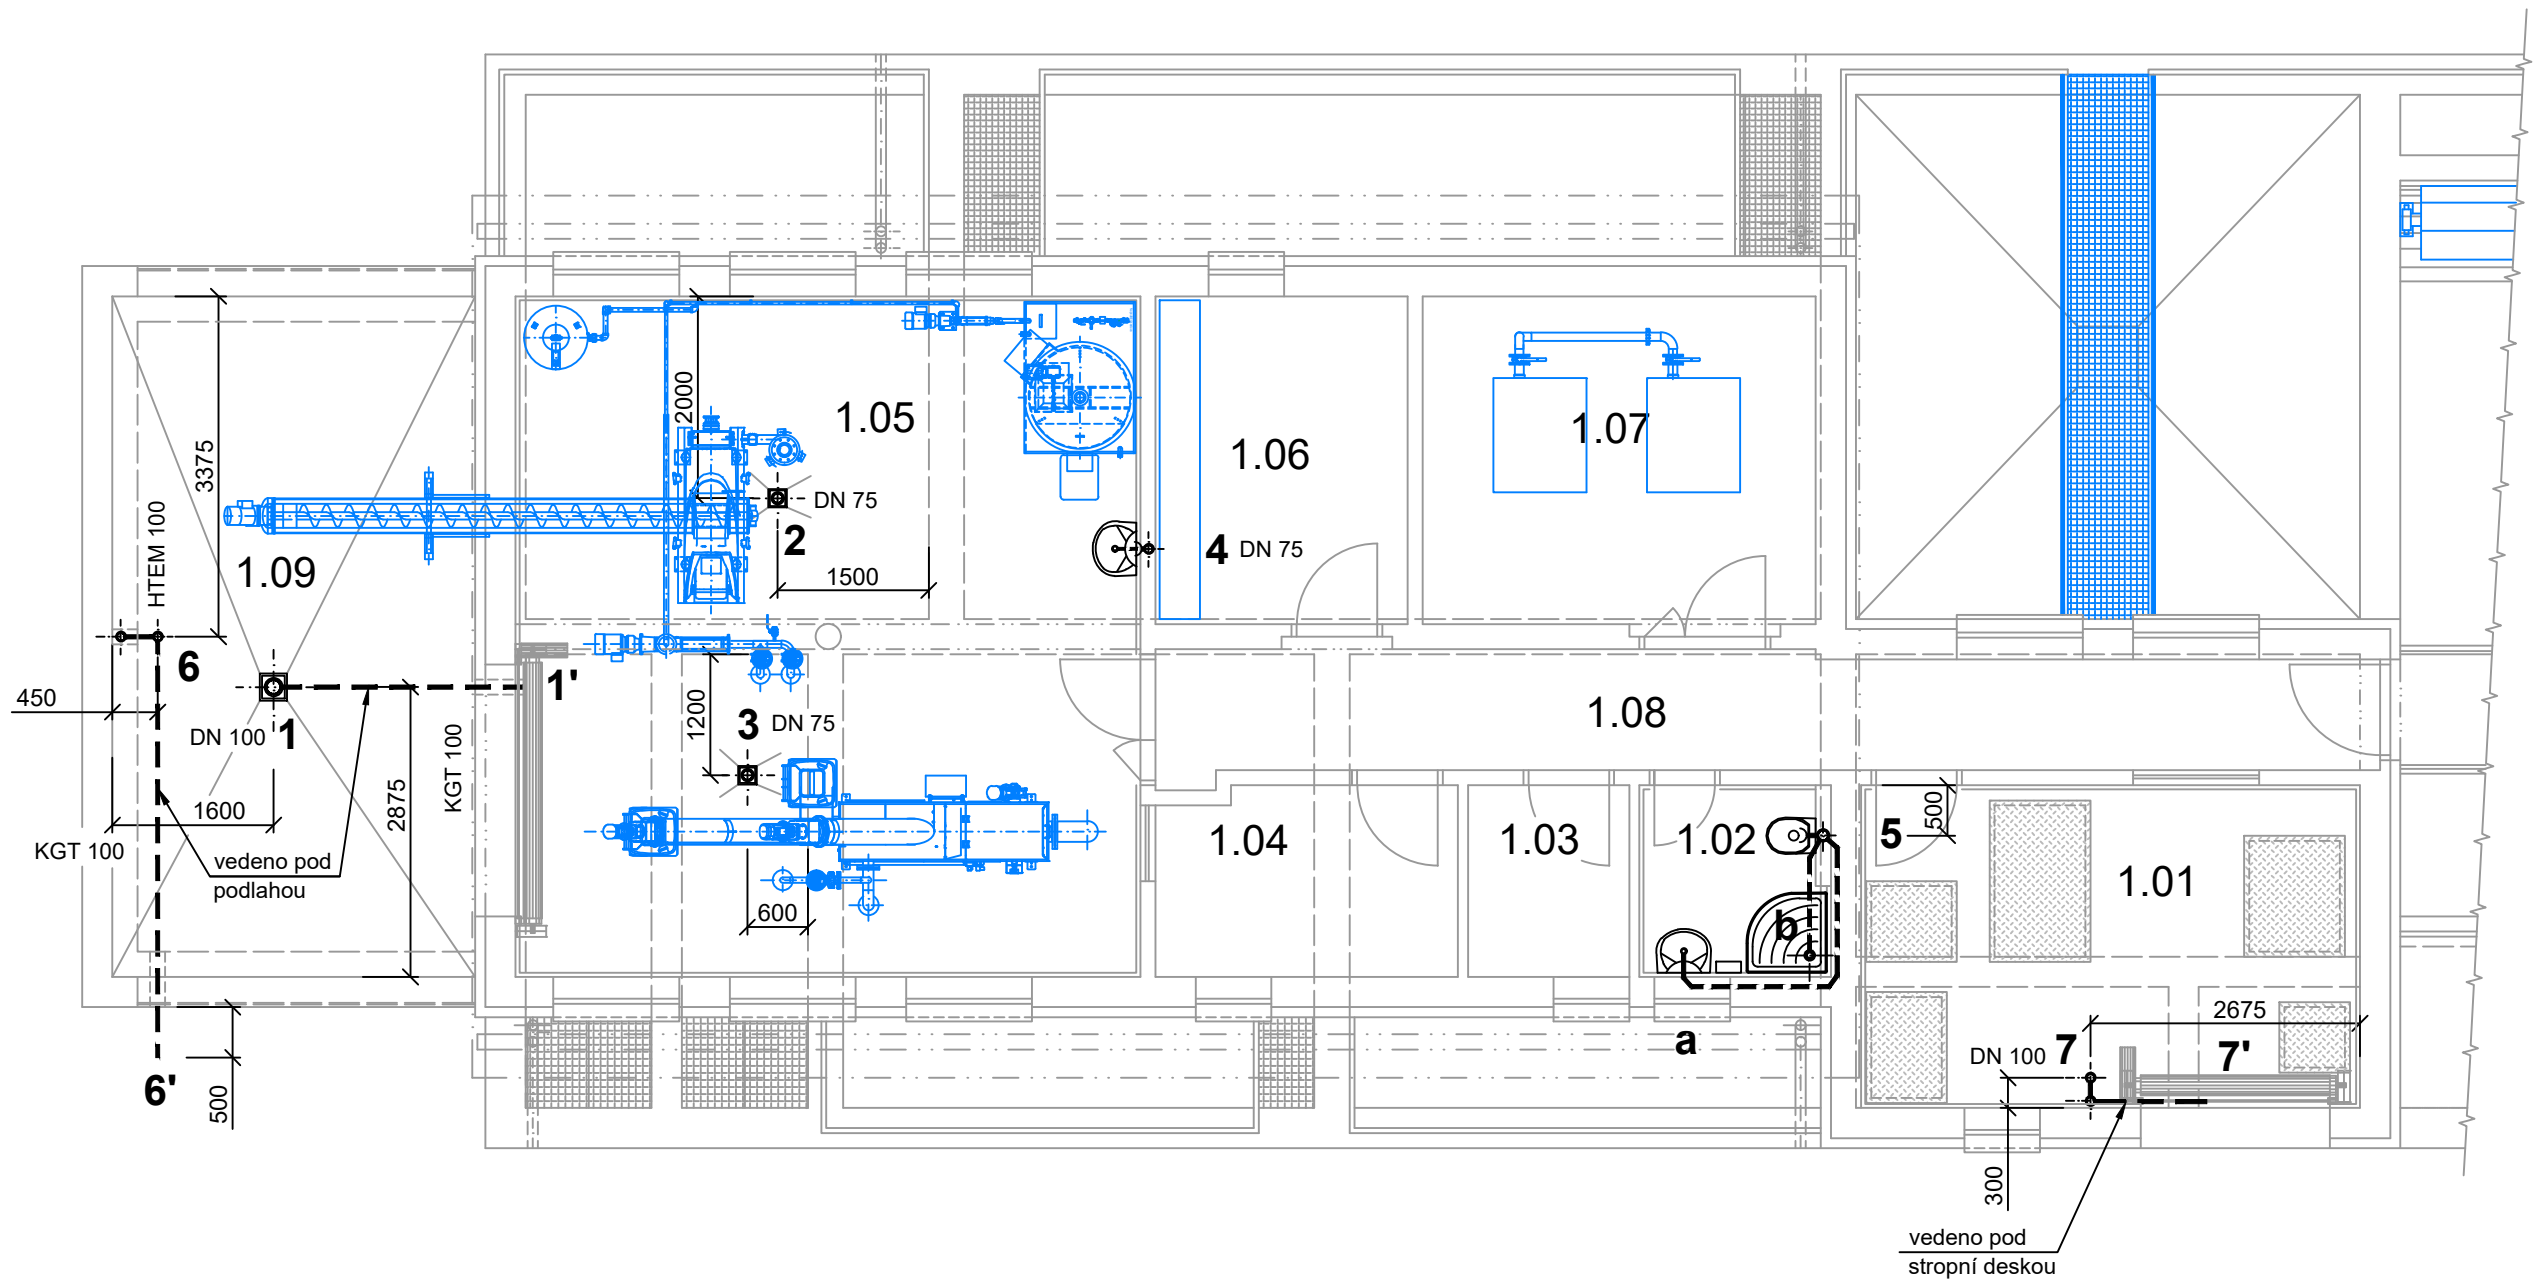 2000
1.05
3375
1.06
1.07
HTEM 100
DN 75
2
4 DN 75
1500
1.09
6
1'
450
1200
3 DN 75
1.08
DN 100 1
KGT 100
2875
1600
500
KGT 100
vedeno pod
podlahou
1.04
1.03
1.02
5
1.01
600
b
a
2675
DN 100 7
7'
6'
500
300
vedeno pod
stropní deskou